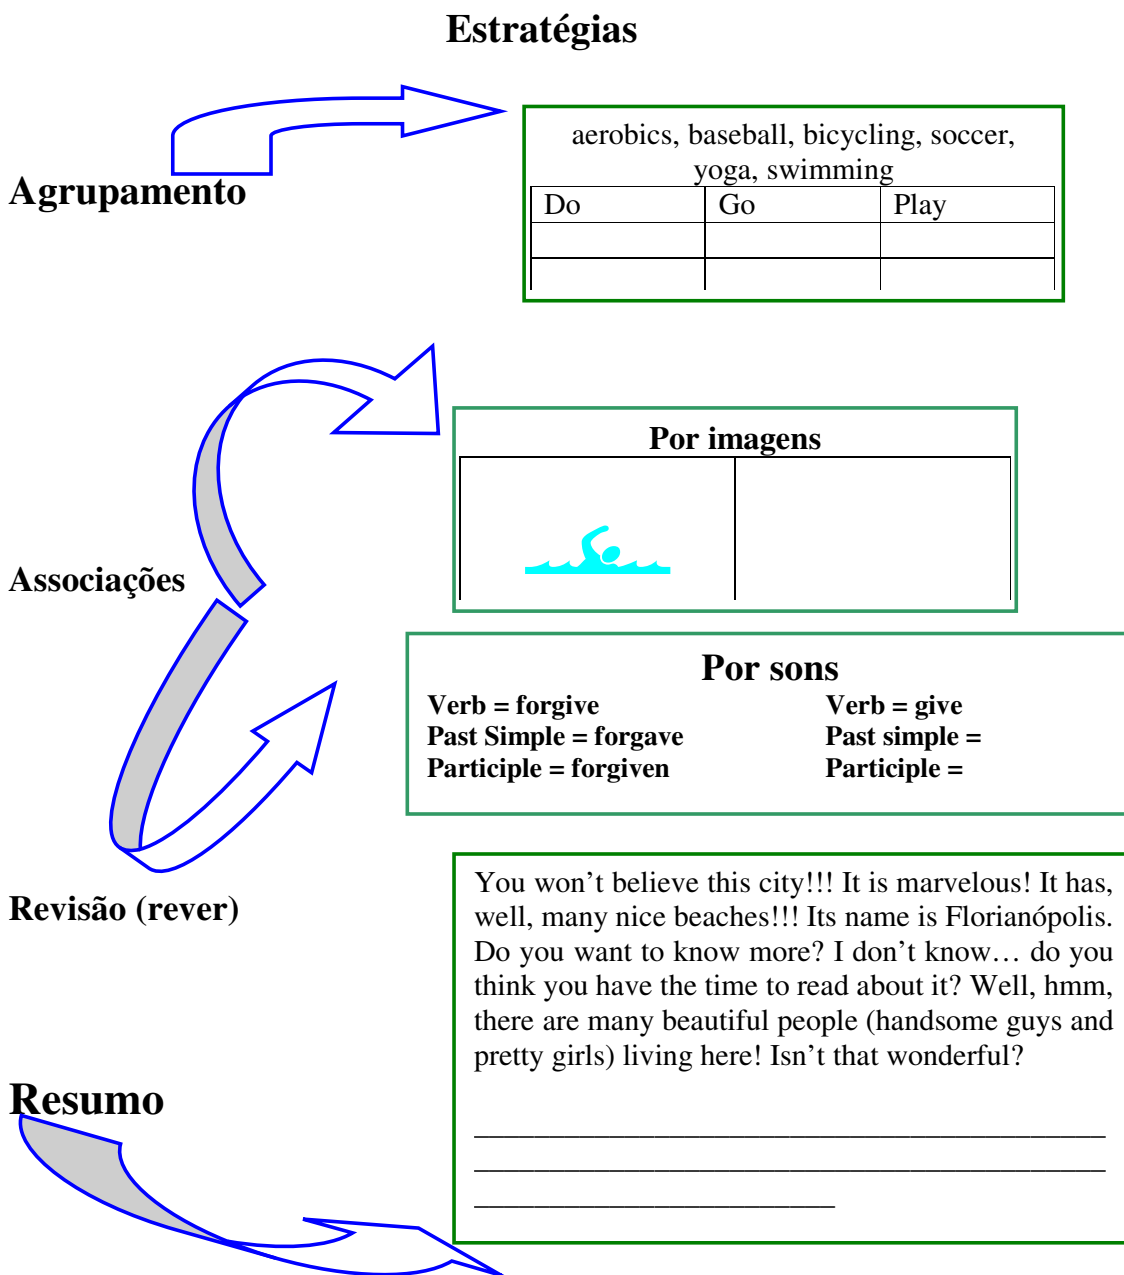 Estratégias
Agrupamento
aerobics, baseball, bicycling, soccer,
yoga, swimming
Do Go Play
Associações
Por imagens
Por sons
Verb = forgive Verb = give
Past Simple = forgave Past simple =
Participle = forgiven Participle =
Revisão (rever)
You won’t believe this city!!! It is marvelous! It has,
well, many nice beaches!!! Its name is Florianópolis.
Do you want to know more? I don’t know… do you
think you have the time to read about it? Well, hmm,
there are many beautiful people (handsome guys and
pretty girls) living here! Isn’t that wonderful?
Resumo